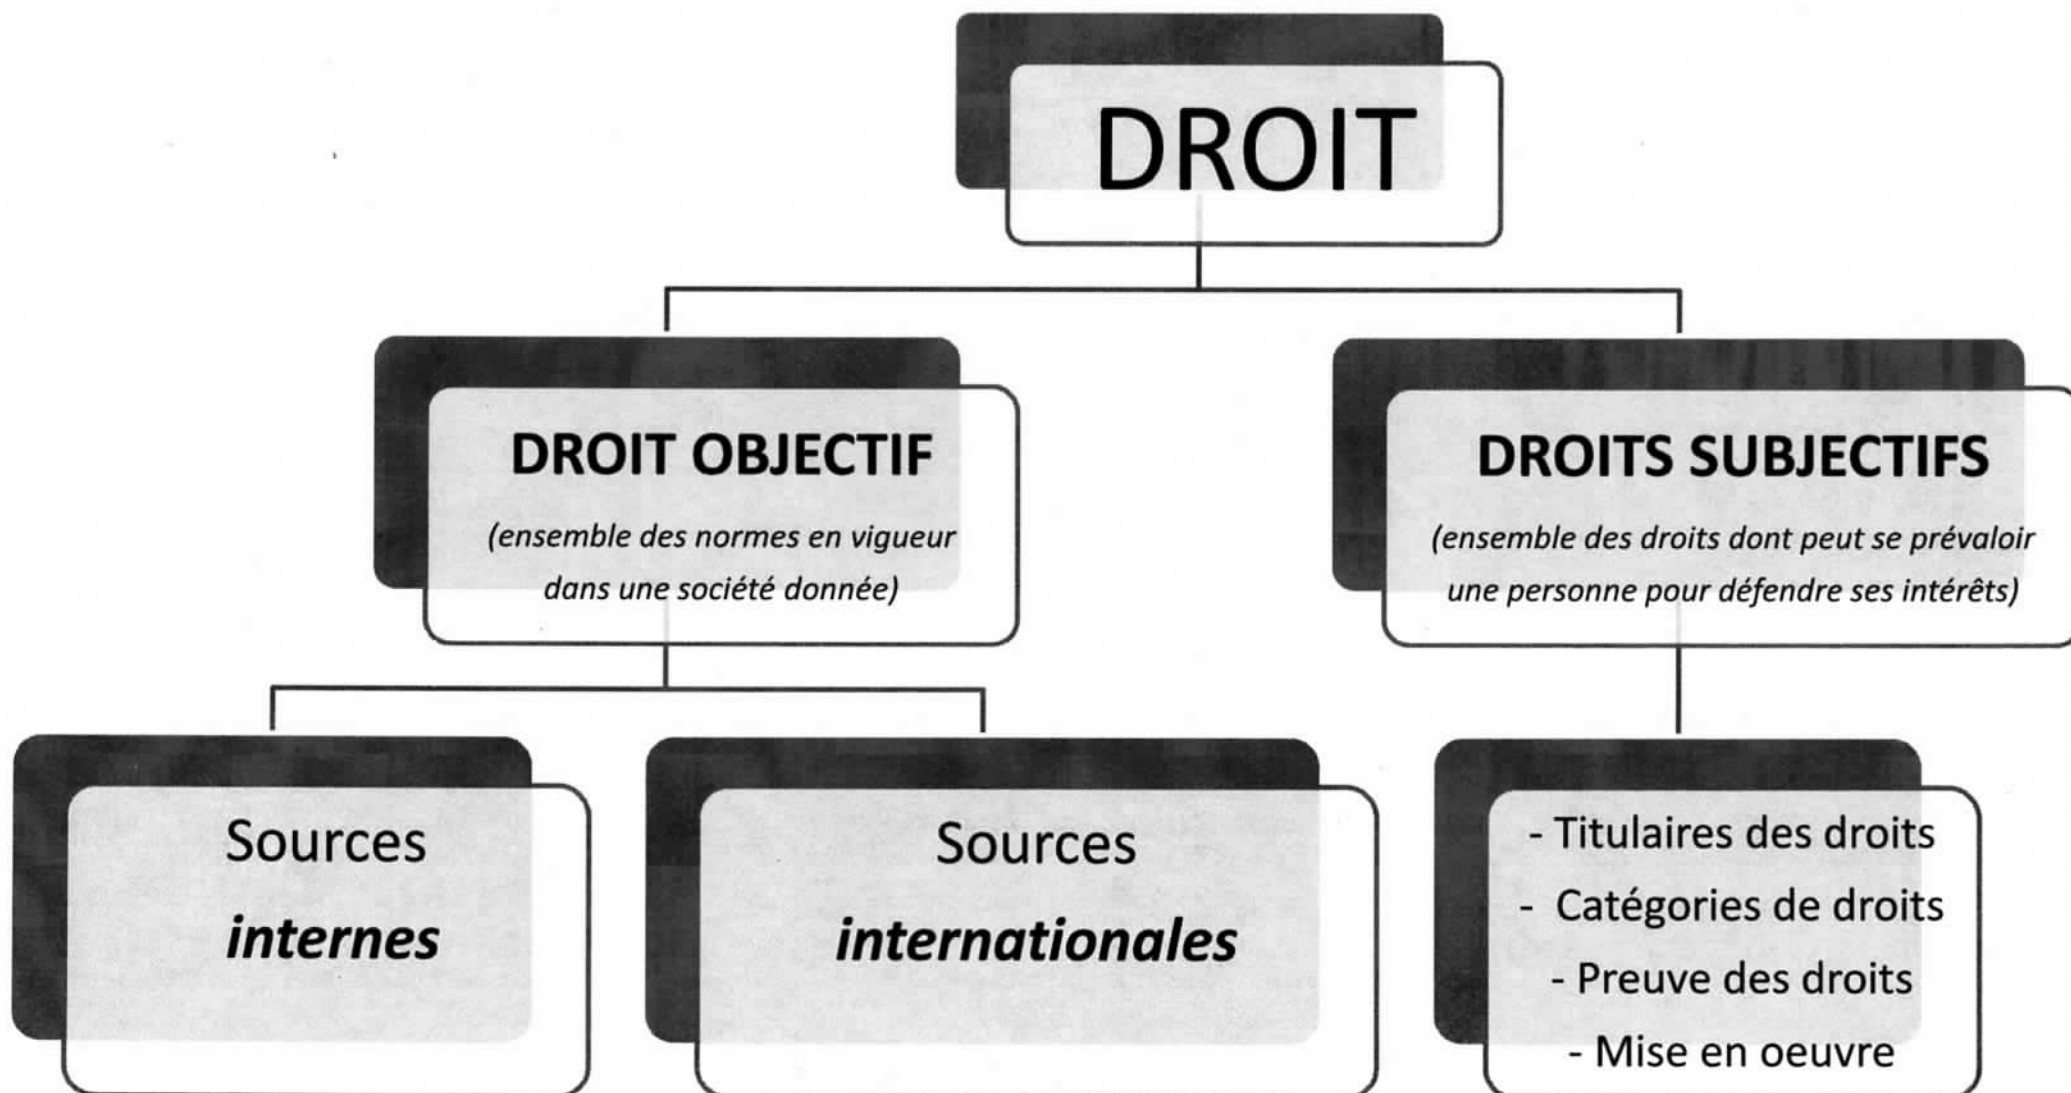 DROIT
DROIT OBJECTIF
(ensemble des normes en vigueur
dans une société donnée)
DROITS SUBJECTIFS
(ensemble des droits dont peut se prévaloir
une personne pour défendre ses intérêts)
Sources
internes
Sources
internationales
- Titulaires des droits
- Catégories de droits
- Preuve des droits
- Mise en oeuvre